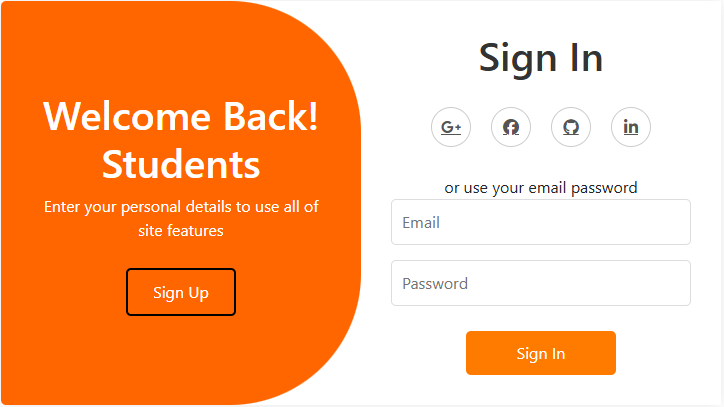 Welcome Back!
Students
Enter your personal details to use all of
site features
Sign Up
Sign In
G+
in
or use your email password
Email
Password
Sign In